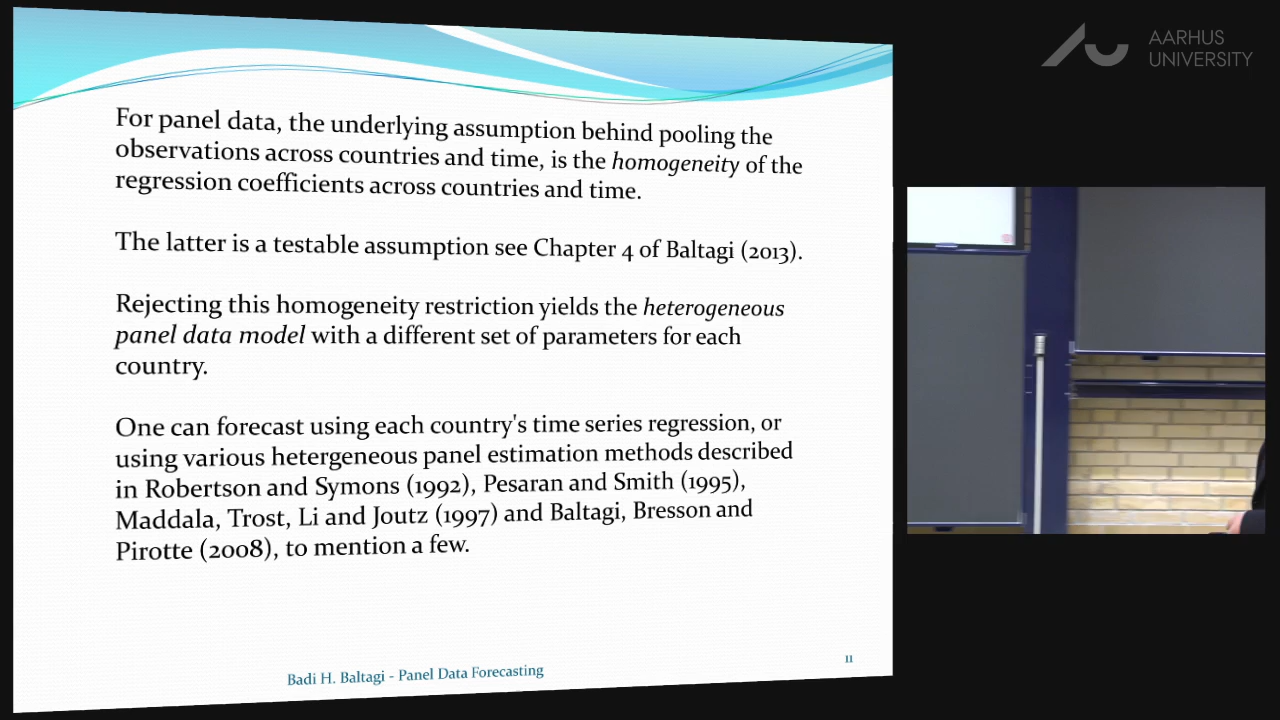 For panel data, the underlying assumption behind pooling the
observations across countries and time, is the homogeneity of the
regression coefficients across countries and time.
The latter is a testable assumption see Chapter 4 of Baltagi (2013).
Rejecting this homogeneity restriction yields the heterogeneous
panel data model with a different set of parameters for each
country.
One can forecast using each country's time series regression, or
using various hetergeneous panel estimation methods described
in Robertson and Symons (1992), Pesaran and Smith (1995),
Maddala, Trost, Li and Joutz (1997) and Baltagi, Bresson and
Pirotte (2008), to mention a few.
Badi H. Baltagi - Panel Data Forecasting
11
AARHUS
UNIVERSITY